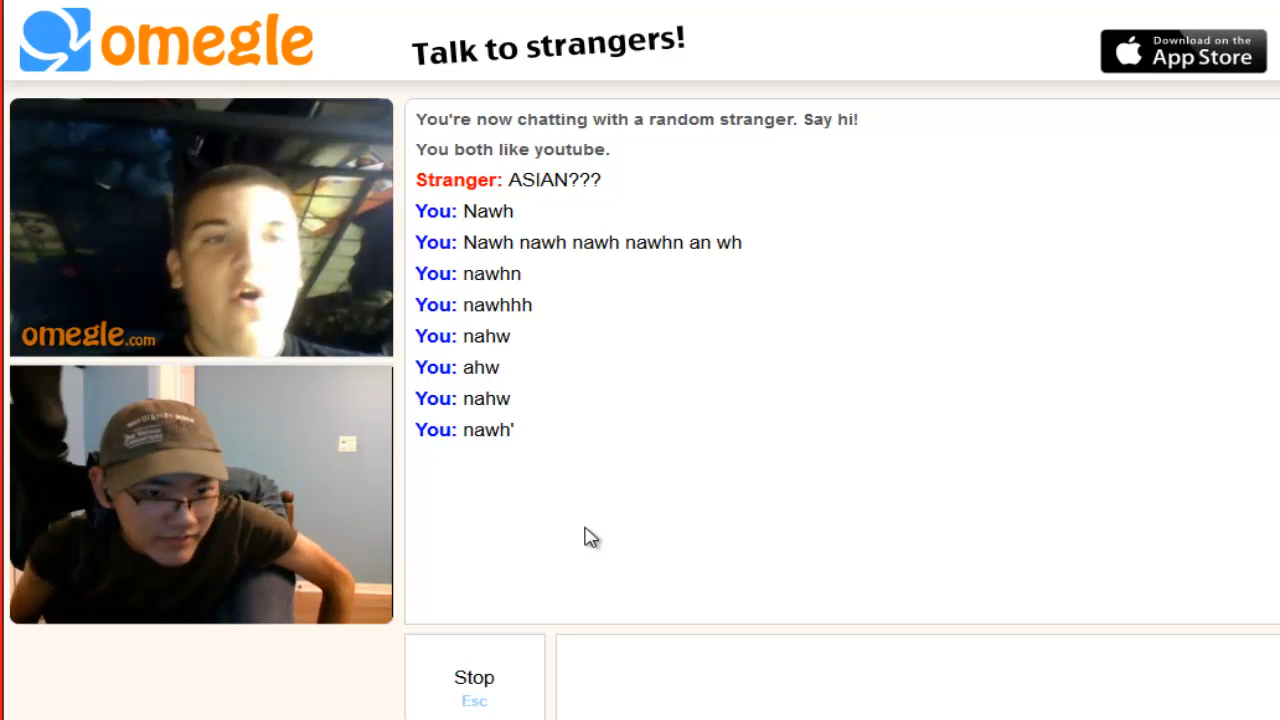 omegle
Talk to strangers!
Download on the
App Store
You're now chatting with a random stranger. Say hi!
You both like youtube.
Stranger: ASIAN???
You: Nawh
You: Nawh nawh nawh nawhn an wh
You: nawhn
You: nawhhh
You: nahw
You: ahw
You: nahw
You: nawh'
omegle.com
Stop
Esc